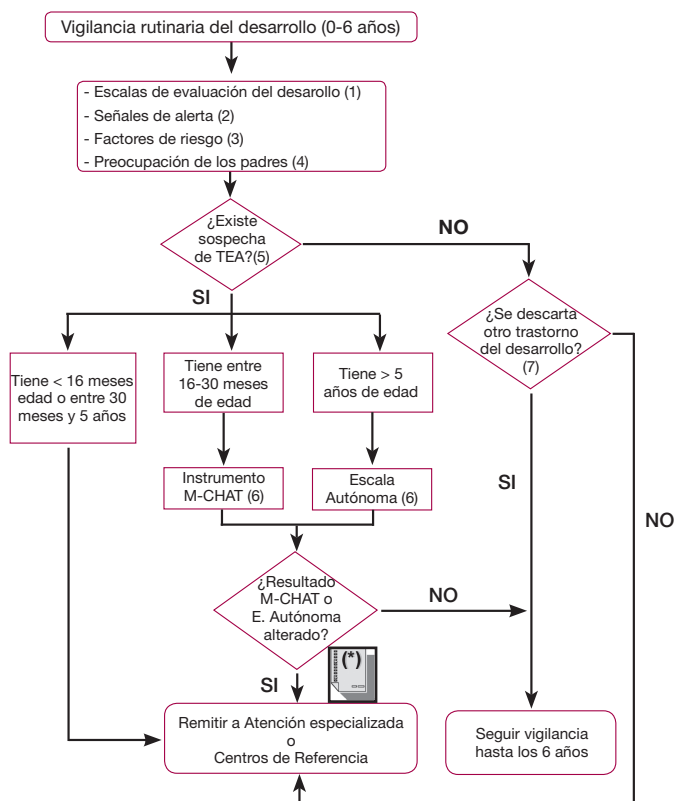 Vigilancia rutinaria del desarrollo (0-6 años)
- Escalas de evaluación del desarollo (1)
- Señales de alerta (2)
- Factores de riesgo (3)
- Preocupación de los padres (4)
¿Existe
sospecha
de TEA?(5)
NO
SI
¿Se descarta
otro trastorno
del desarrollo?
(7)
Tiene < 16 meses
edad o entre 30
meses y 5 años
Tiene entre
16-30 meses
de edad
Tiene > 5
años de edad
Instrumento
M-CHAT (6)
Escala
Autónoma (6)
SI
NO
¿Resultado
M-CHAT o
E. Autónoma
alterado?
NO
(*)
SI
Remitir a Atención especializada
o
Centros de Referencia
Seguir vigilancia
hasta los 6 años